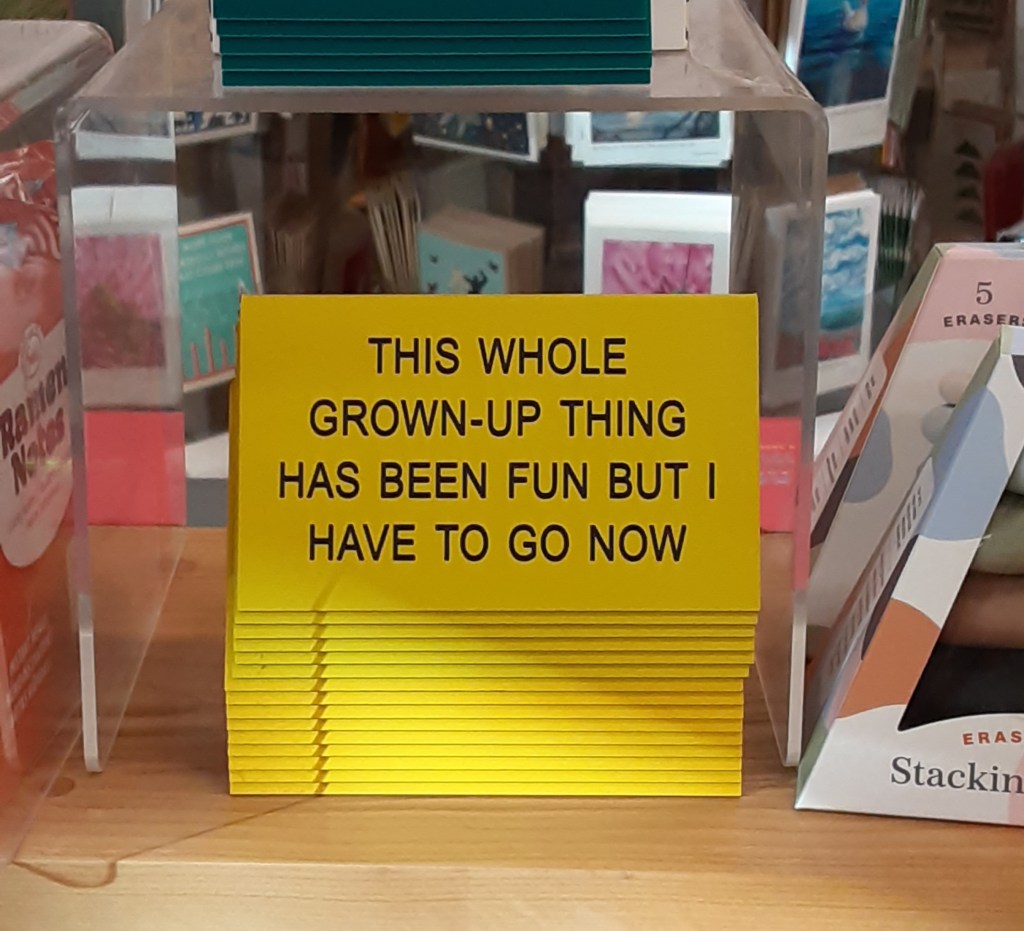 THIS WHOLE
GROWN-UP THING
HAS BEEN FUN BUT I
HAVE TO GO NOW
Ramen
Notes
5
ERASERS
ERAS
Stackin